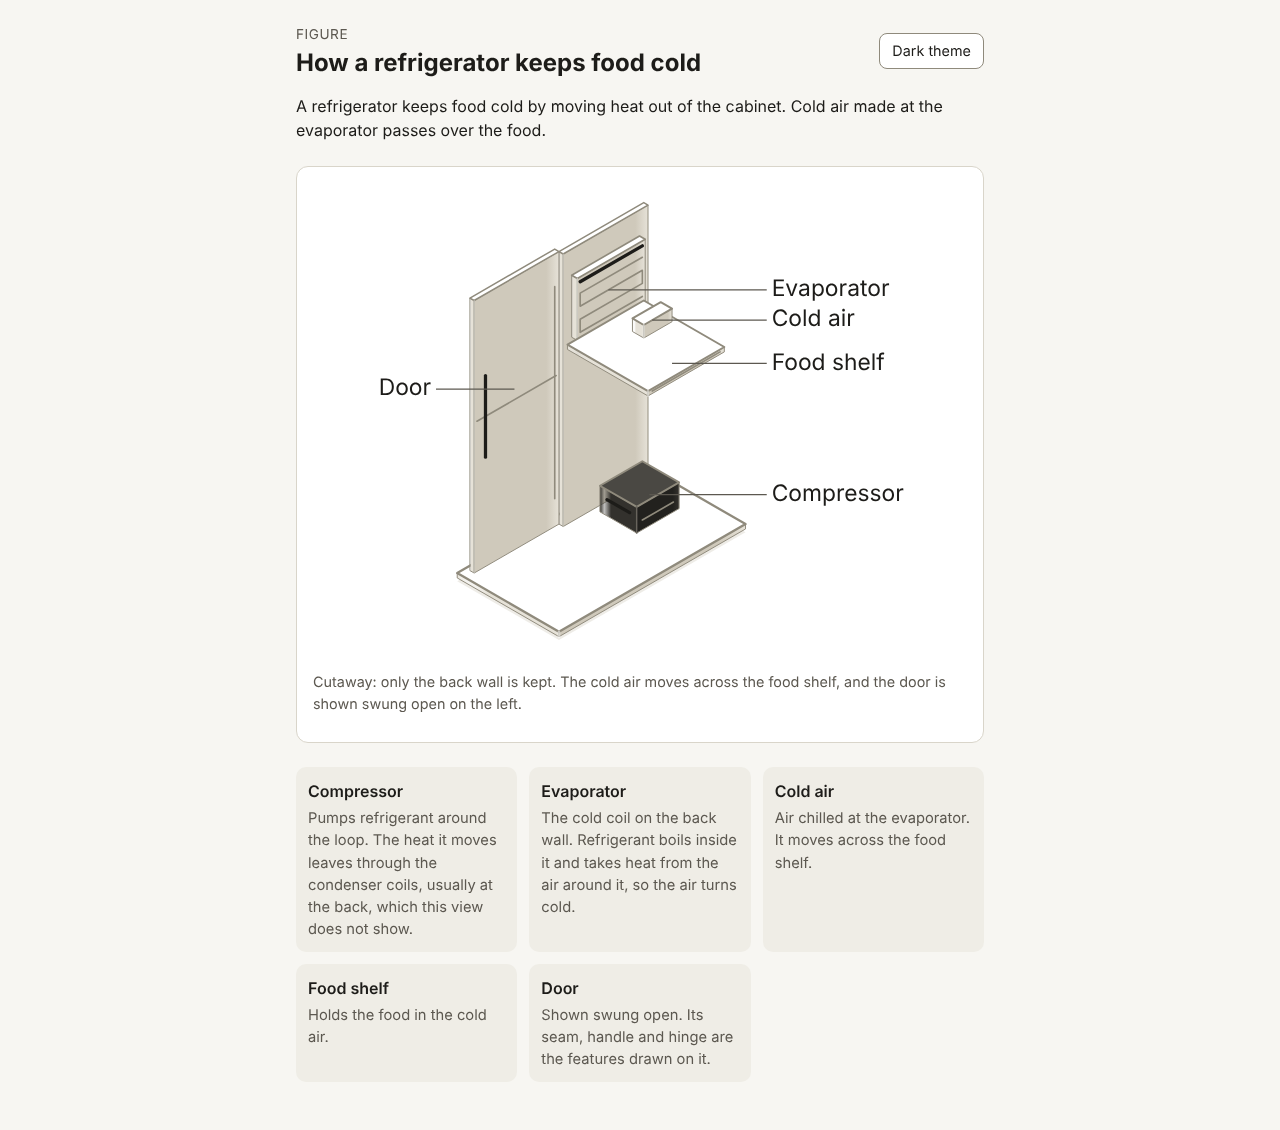 FIGURE
How a refrigerator keeps food cold
Dark theme
A refrigerator keeps food cold by moving heat out of the cabinet. Cold air made at the
evaporator passes over the food.
Evaporator
Cold air
Food shelf
Door
Compressor
Cutaway: only the back wall is kept. The cold air moves across the food shelf, and the door is
shown swung open on the left.
Compressor
Pumps refrigerant around
the loop. The heat it moves
leaves through the
condenser coils, usually at
the back, which this view
does not show.
Evaporator
The cold coil on the back
wall. Refrigerant boils inside
it and takes heat from the
air around it, so the air turns
cold.
Cold air
Air chilled at the evaporator.
It moves across the food
shelf.
Food shelf
Holds the food in the cold
air.
Door
Shown swung open. Its
seam, handle and hinge are
the features drawn on it.